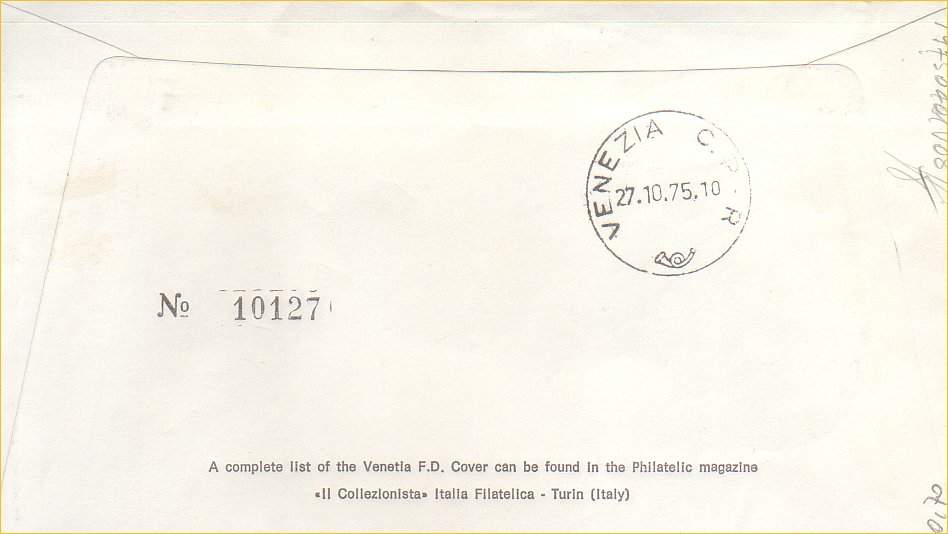 VENEZIA C.P. R
27.10.75.10
No 10127
A complete list of the Venetia F.D. Cover can be found in the Philatelic magazine
«Il Collezionista» Italia Filatelica - Turin (Italy)